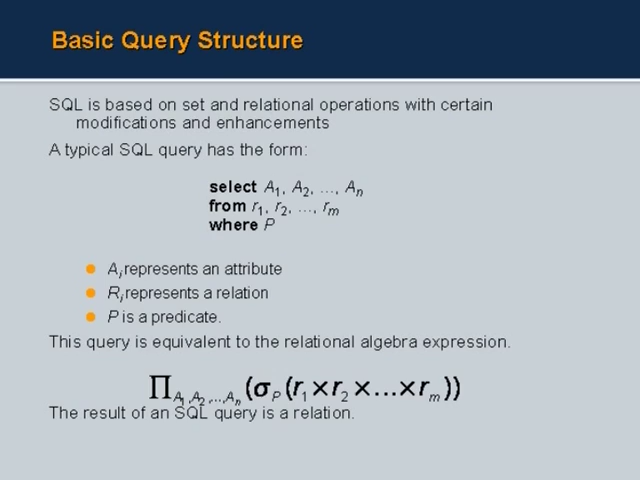 Basic Query Structure
SQL is based on set and relational operations with certain
modifications and enhancements
A typical SQL query has the form:
select A1, A2, ..., An
from r1, r2, ..., rm
where P
Ai represents an attribute
Ri represents a relation
P is a predicate.
This query is equivalent to the relational algebra expression.
∏A1,A2,...,An(σP(r1×r2×...×rm))
The result of an SQL query is a relation.